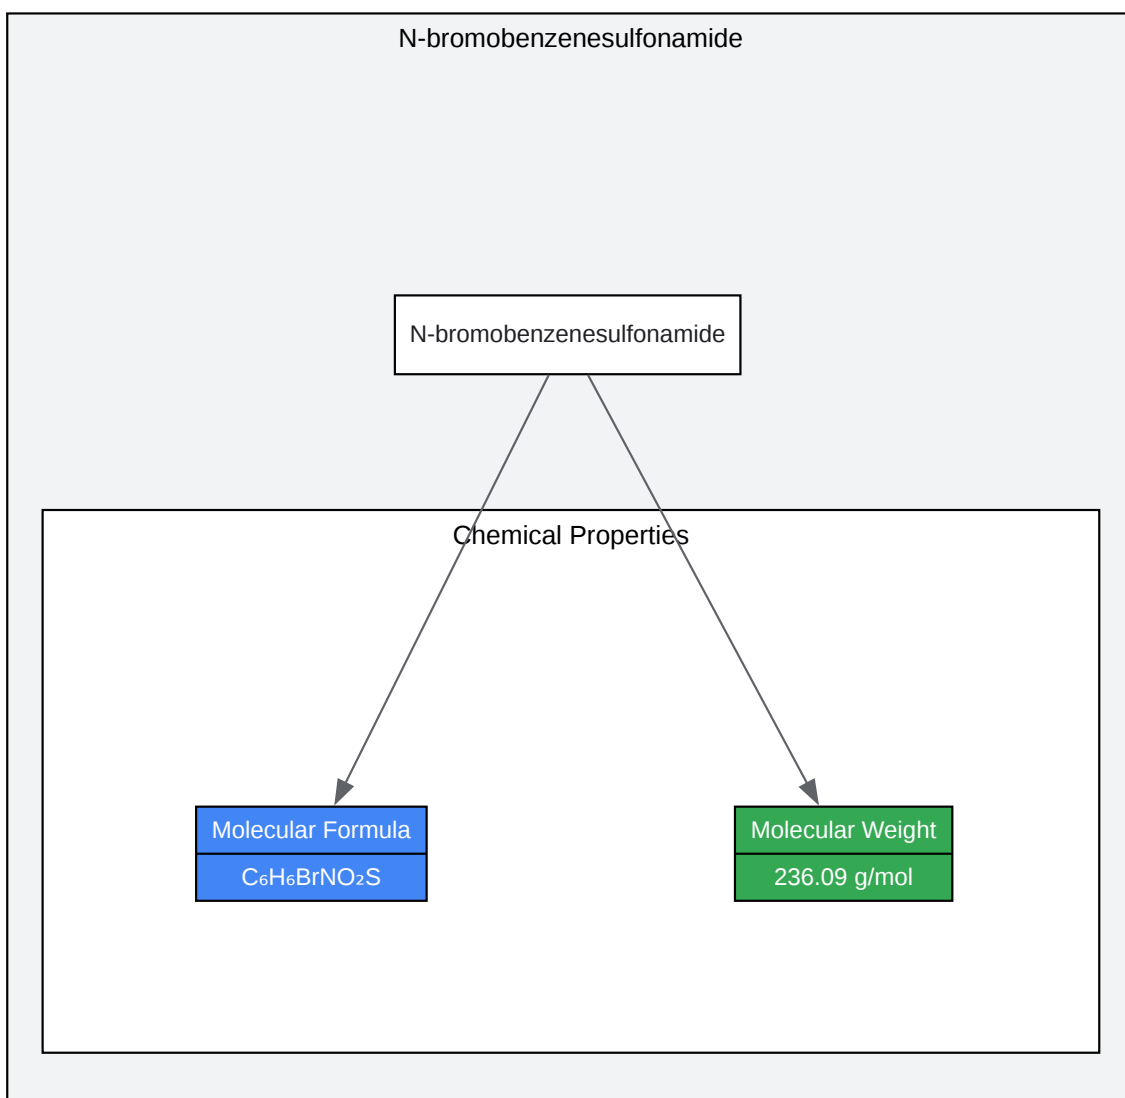 N-bromobenzenesulfonamide
N-bromobenzenesulfonamide
Chemical Properties
Molecular Formula
C₆H₆BrNO₂S
Molecular Weight
236.09 g/mol